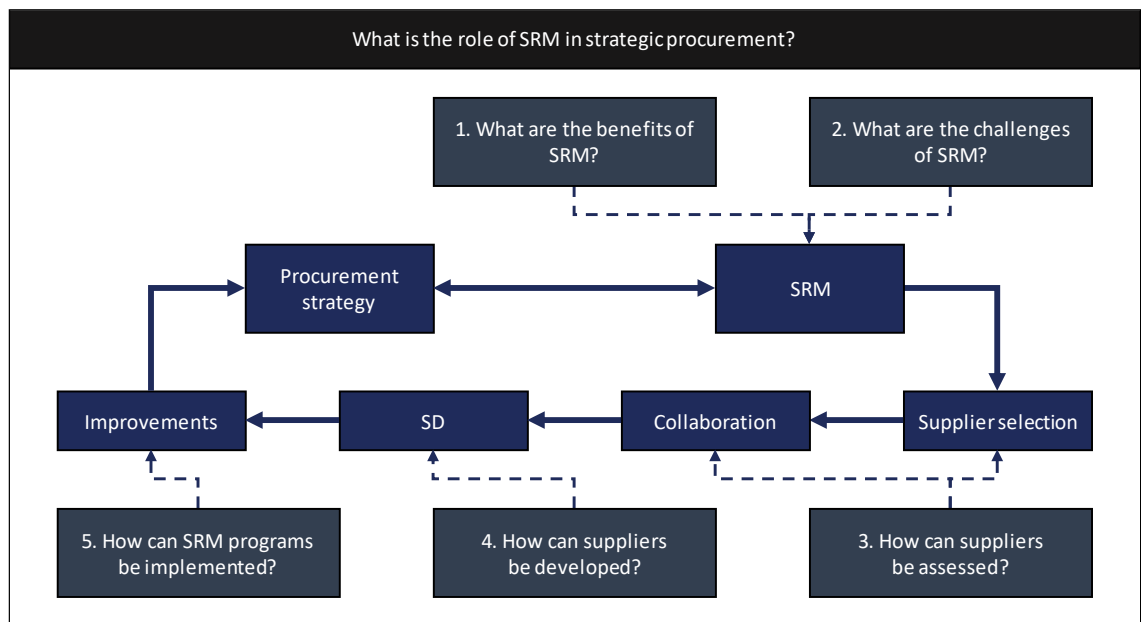 What is the role of SRM in strategic procurement?
1. What are the benefits of
SRM?
2. What are the challenges
of SRM?
Procurement
strategy
SRM
Improvements
SD
Collaboration
Supplier selection
5. How can SRM programs
be implemented?
4. How can suppliers
be developed?
3. How can suppliers
be assessed?